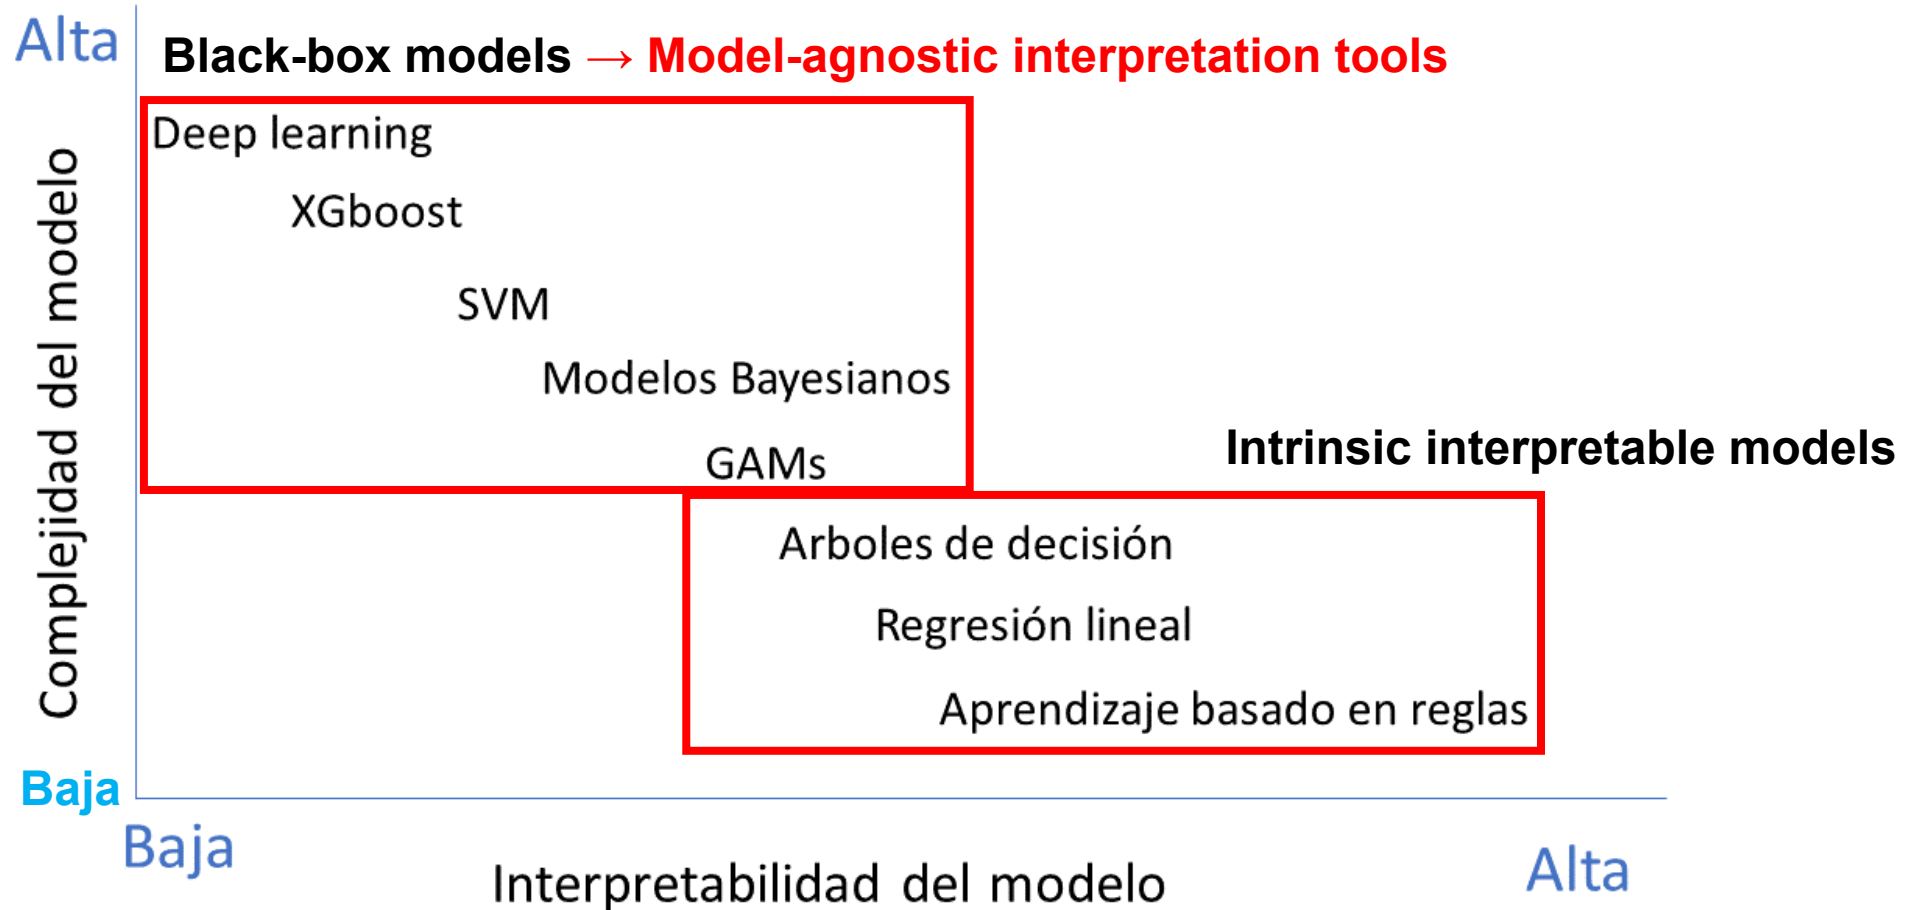 Alta
Black-box models → Model-agnostic interpretation tools
Complejidad del modelo
Deep learning
XGboost
SVM
Modelos Bayesianos
GAMs
Intrinsic interpretable models
Arboles de decisión
Regresión lineal
Aprendizaje basado en reglas
Baja
Baja
Interpretabilidad del modelo
Alta